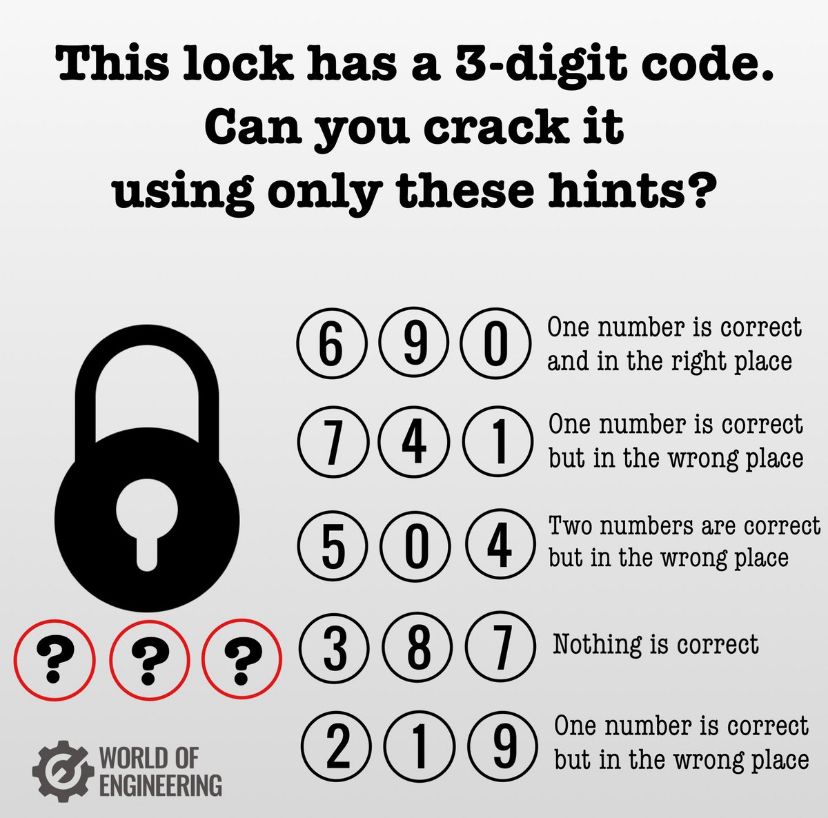 This lock has a 3-digit code.
Can you crack it
using only these hints?
6 9 0 One number is correct
and in the right place
7 4 1 One number is correct
but in the wrong place
5 0 4 Two numbers are correct
but in the wrong place
3 8 7 Nothing is correct
2 1 9 One number is correct
but in the wrong place
? ? ?
WORLD OF
ENGINEERING